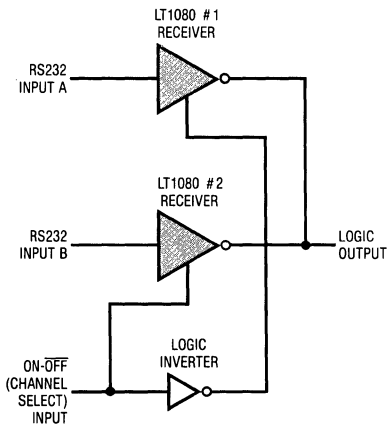 LT1080 #1
RECEIVER
RS232
INPUT A
LT1080 #2
RECEIVER
RS232
INPUT B
LOGIC
OUTPUT
LOGIC
INVERTER
ON-OFF
(CHANNEL
SELECT)
INPUT